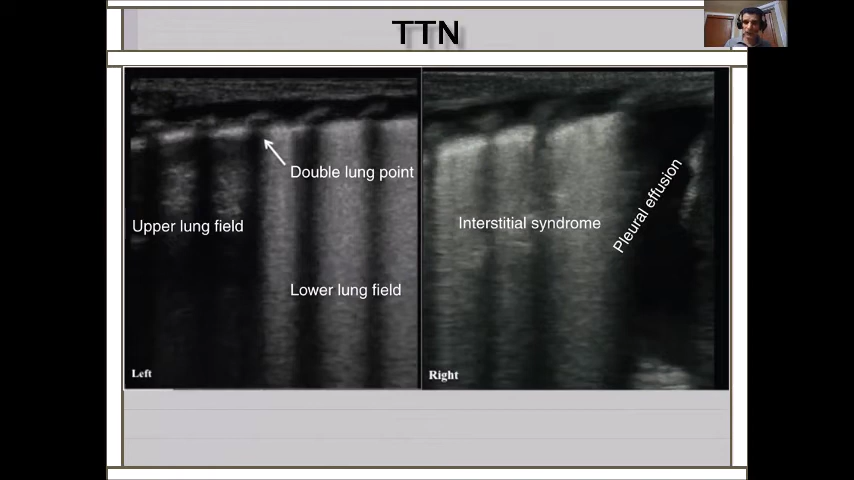 TTN
Double lung point
Upper lung field
Lower lung field
Left
Interstitial syndrome
Pleural effusion
Right